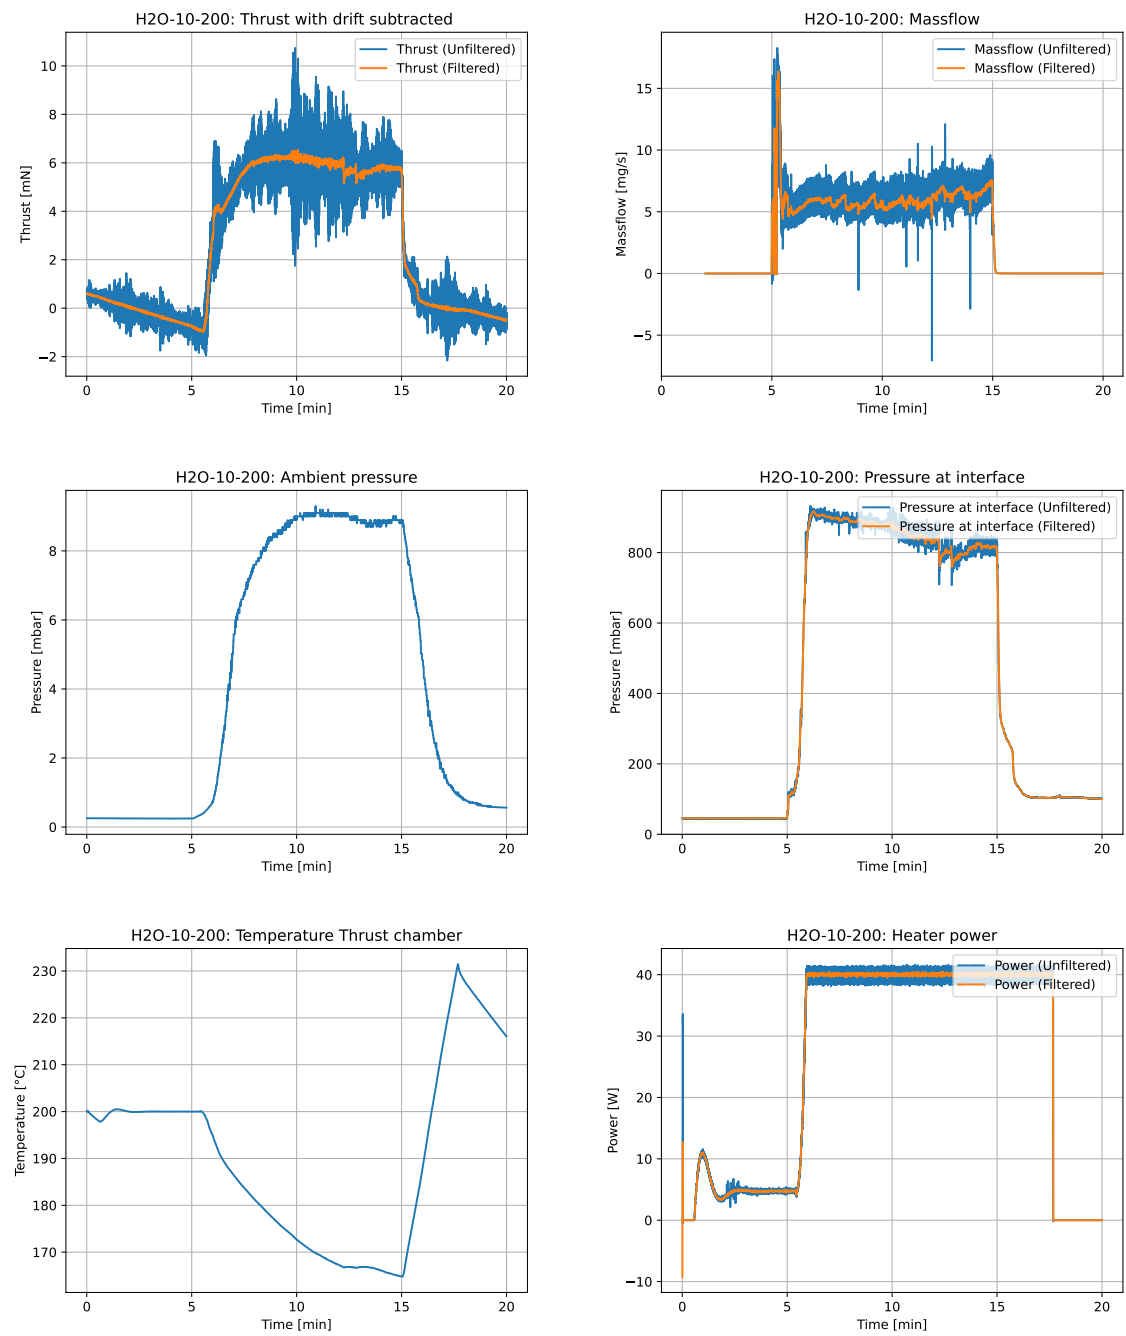 H2O-10-200: Thrust with drift subtracted
Thrust (Unfiltered)
Thrust (Filtered)
Thrust [mN]
10
8
6
4
2
0
−2
0 5 10 15 20
Time [min]
H2O-10-200: Massflow
Massflow (Unfiltered)
Massflow (Filtered)
Massflow [mg/s]
15
10
5
0
−5
0 5 10 15 20
Time [min]
H2O-10-200: Ambient pressure
Pressure [mbar]
8
6
4
2
0
0 5 10 15 20
Time [min]
H2O-10-200: Pressure at interface
Pressure at interface (Unfiltered)
Pressure at interface (Filtered)
Pressure [mbar]
800
600
400
200
0
0 5 10 15 20
Time [min]
H2O-10-200: Temperature Thrust chamber
Temperature [°C]
230
220
210
200
190
180
170
0 5 10 15 20
Time [min]
H2O-10-200: Heater power
Power (Unfiltered)
Power (Filtered)
Power [W]
40
30
20
10
0
−10
0 5 10 15 20
Time [min]